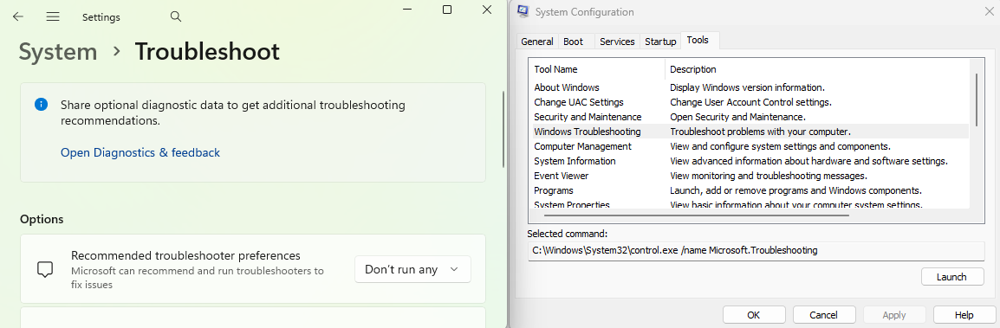 Settings
System > Troubleshoot
Share optional diagnostic data to get additional troubleshooting
recommendations.
Open Diagnostics & feedback
Options
Recommended troubleshooter preferences
Microsoft can recommend and run troubleshooters to
fix issues
Don't run any
System Configuration
General Boot Services Startup Tools
Tool Name Description
About Windows Display Windows version information.
Change UAC Settings Change User Account Control settings.
Security and Maintenance Open Security and Maintenance.
Windows Troubleshooting Troubleshoot problems with your computer.
Computer Management View and configure system settings and components.
System Information View advanced information about hardware and software settings.
Event Viewer View monitoring and troubleshooting messages.
Programs Launch, add or remove programs and Windows components.
System Properties View basic information about your computer system settings.
Selected command:
C:\Windows\System32\control.exe /name Microsoft.Troubleshooting
Launch
OK Cancel Apply Help